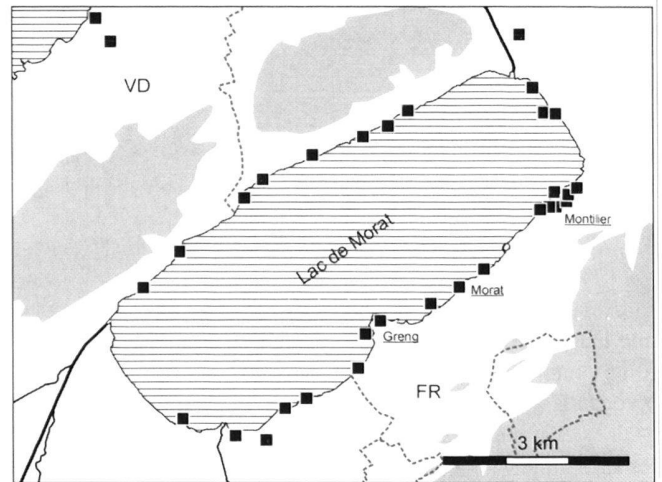 VD
Lac de Morat
Montilier
Morat
Greng
FR
3 km